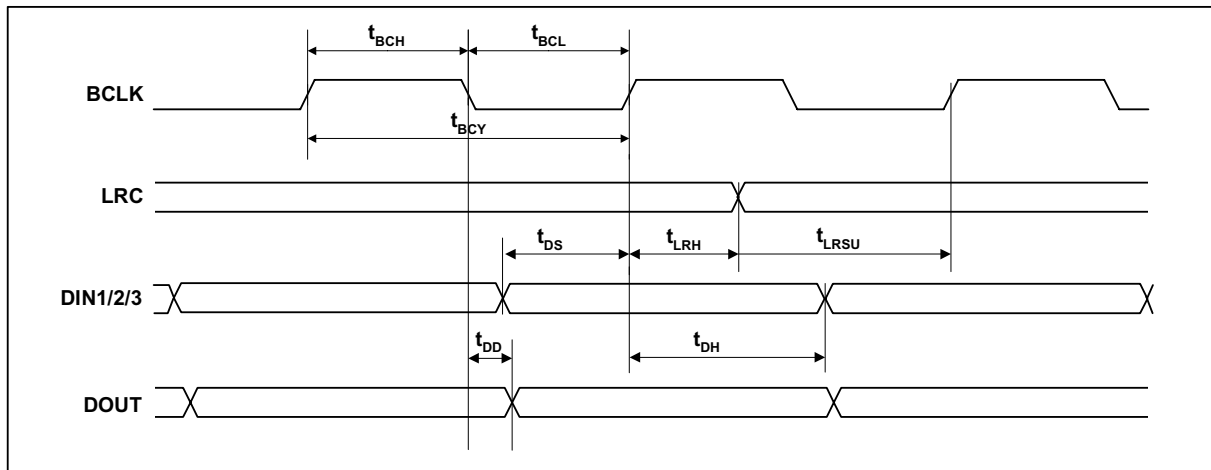 tBCH
tBCL
BCLK
tBCY
LRC
tDS
tLRH
tLRSU
DIN1/2/3
tDD
tDH
DOUT